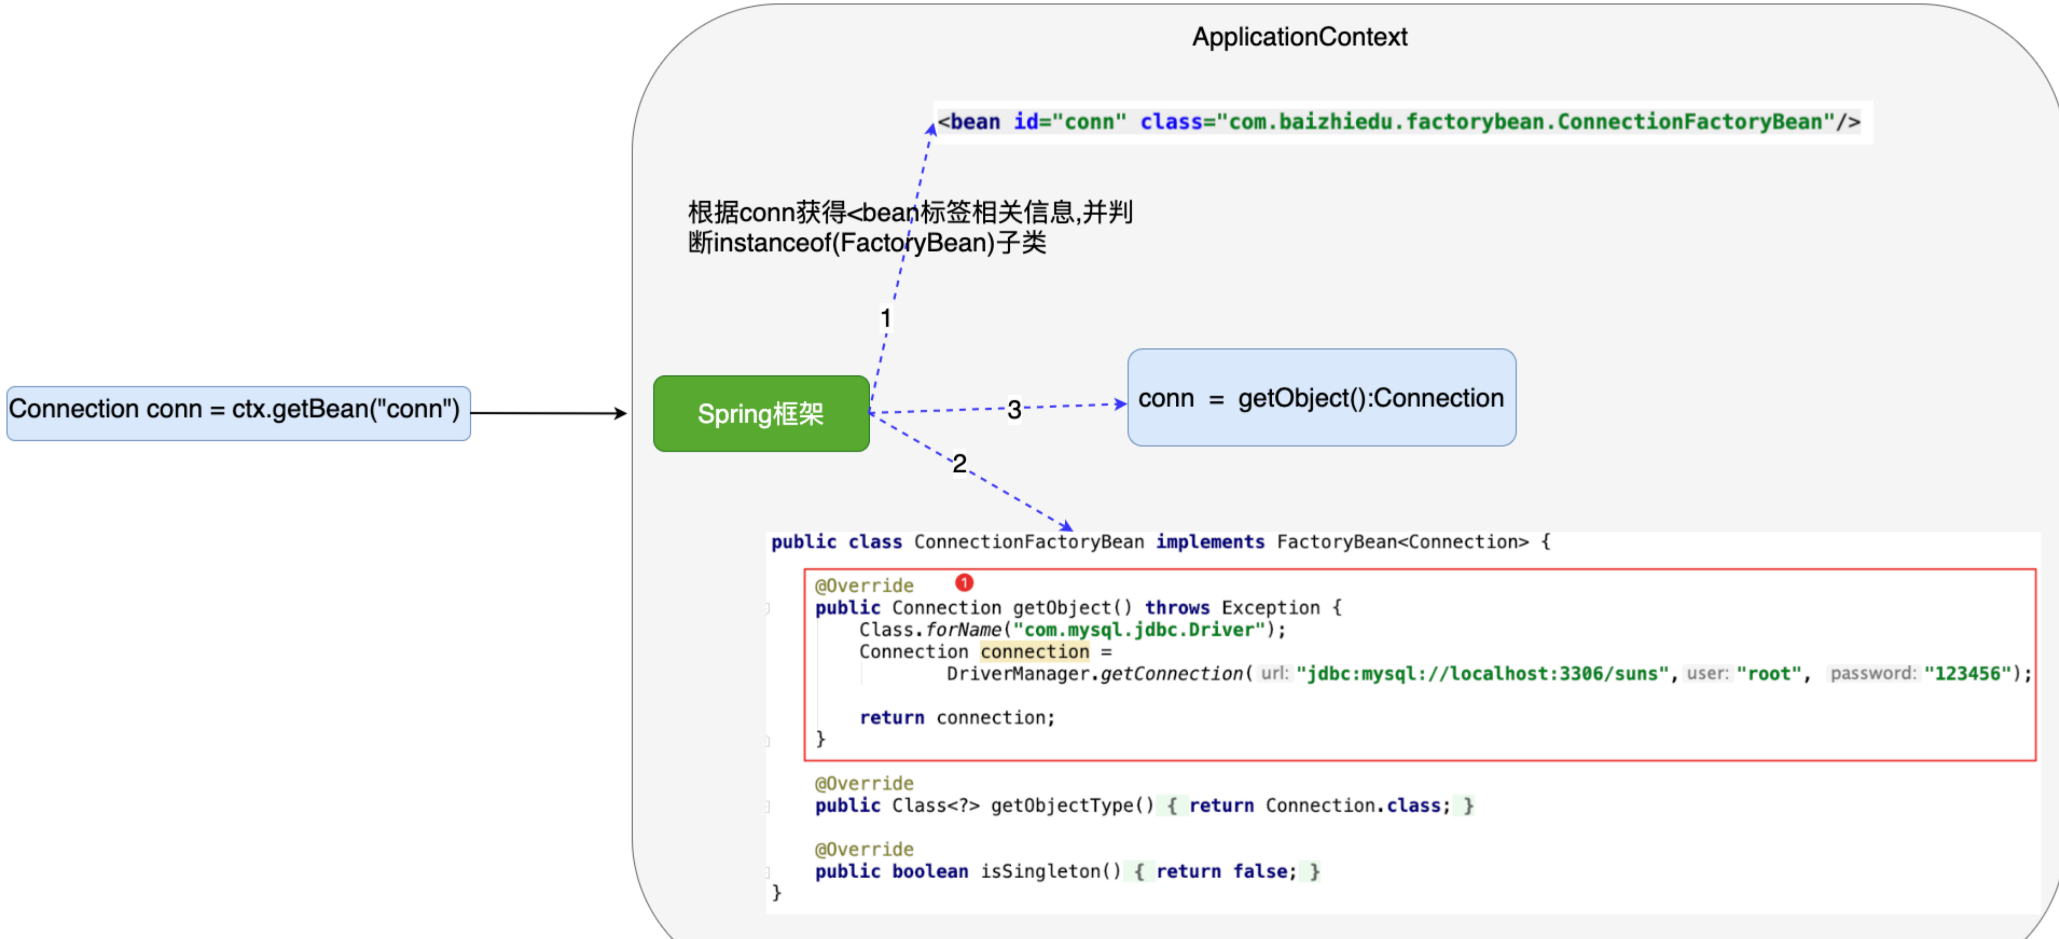 ApplicationContext
<bean id="conn" class="com.baizhiedu.factorybean.ConnectionFactoryBean"/>
根据conn获得<bean标签相关信息,并判
断instanceof(FactoryBean)子类
1
Connection conn = ctx.getBean("conn")
Spring框架
3
conn = getObject():Connection
2
public class ConnectionFactoryBean implements FactoryBean<Connection> {
@Override 1
public Connection getObject() throws Exception {
Class.forName("com.mysql.jdbc.Driver");
Connection connection =
DriverManager.getConnection( url: "jdbc:mysql://localhost:3306/suns", user: "root", password: "123456");
return connection;
}
@Override
public Class<?> getObjectType() { return Connection.class; }
@Override
public boolean isSingleton() { return false; }
}